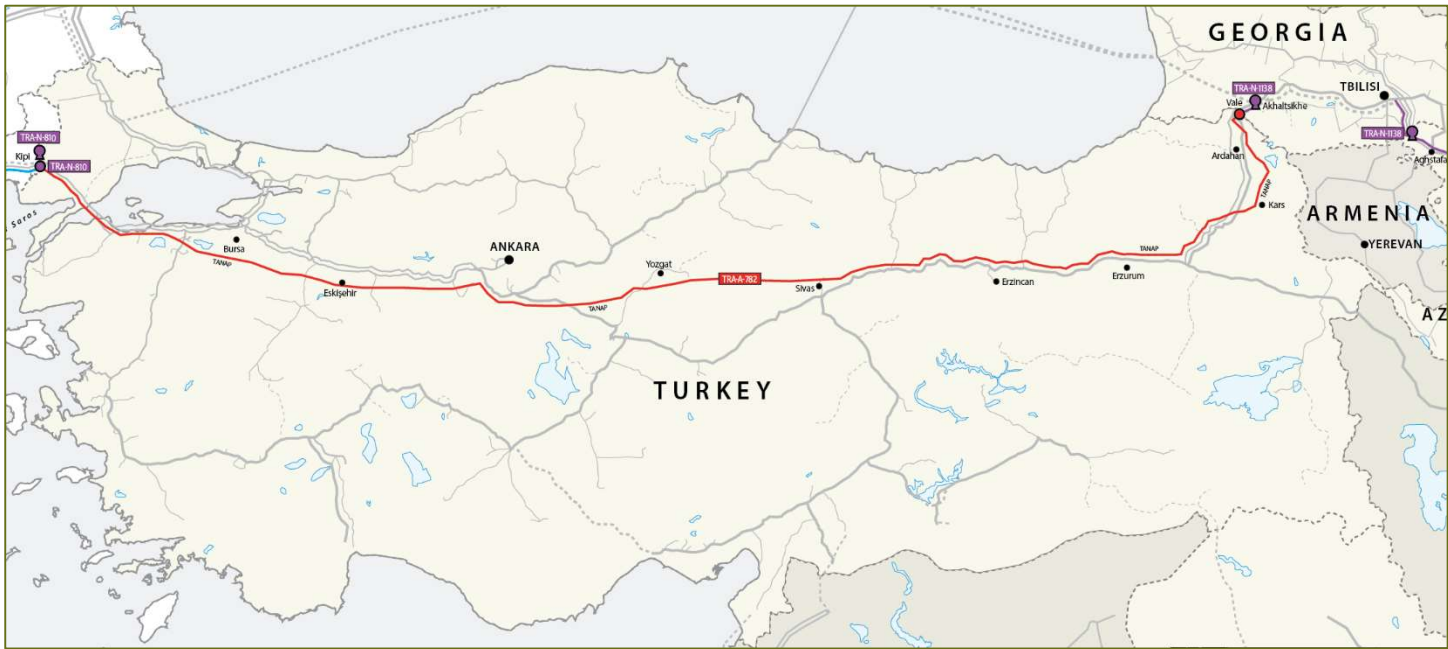 GEORGIA
TRA-N-1138
TBILISI
Vale
Akhaltsikhe
TRA-N-1138
Aghstafa
TRA-N-810
Kipi
TRA-N-810
Ardahan
TANAP
Kars
ARMENIA
YEREVAN
Saros
Bursa
ANKARA
TANAP
TANAP
Yozgat
TRA-A-782
Erzurum
Eskişehir
Sivas
Erzincan
TANAP
AZ
TURKEY